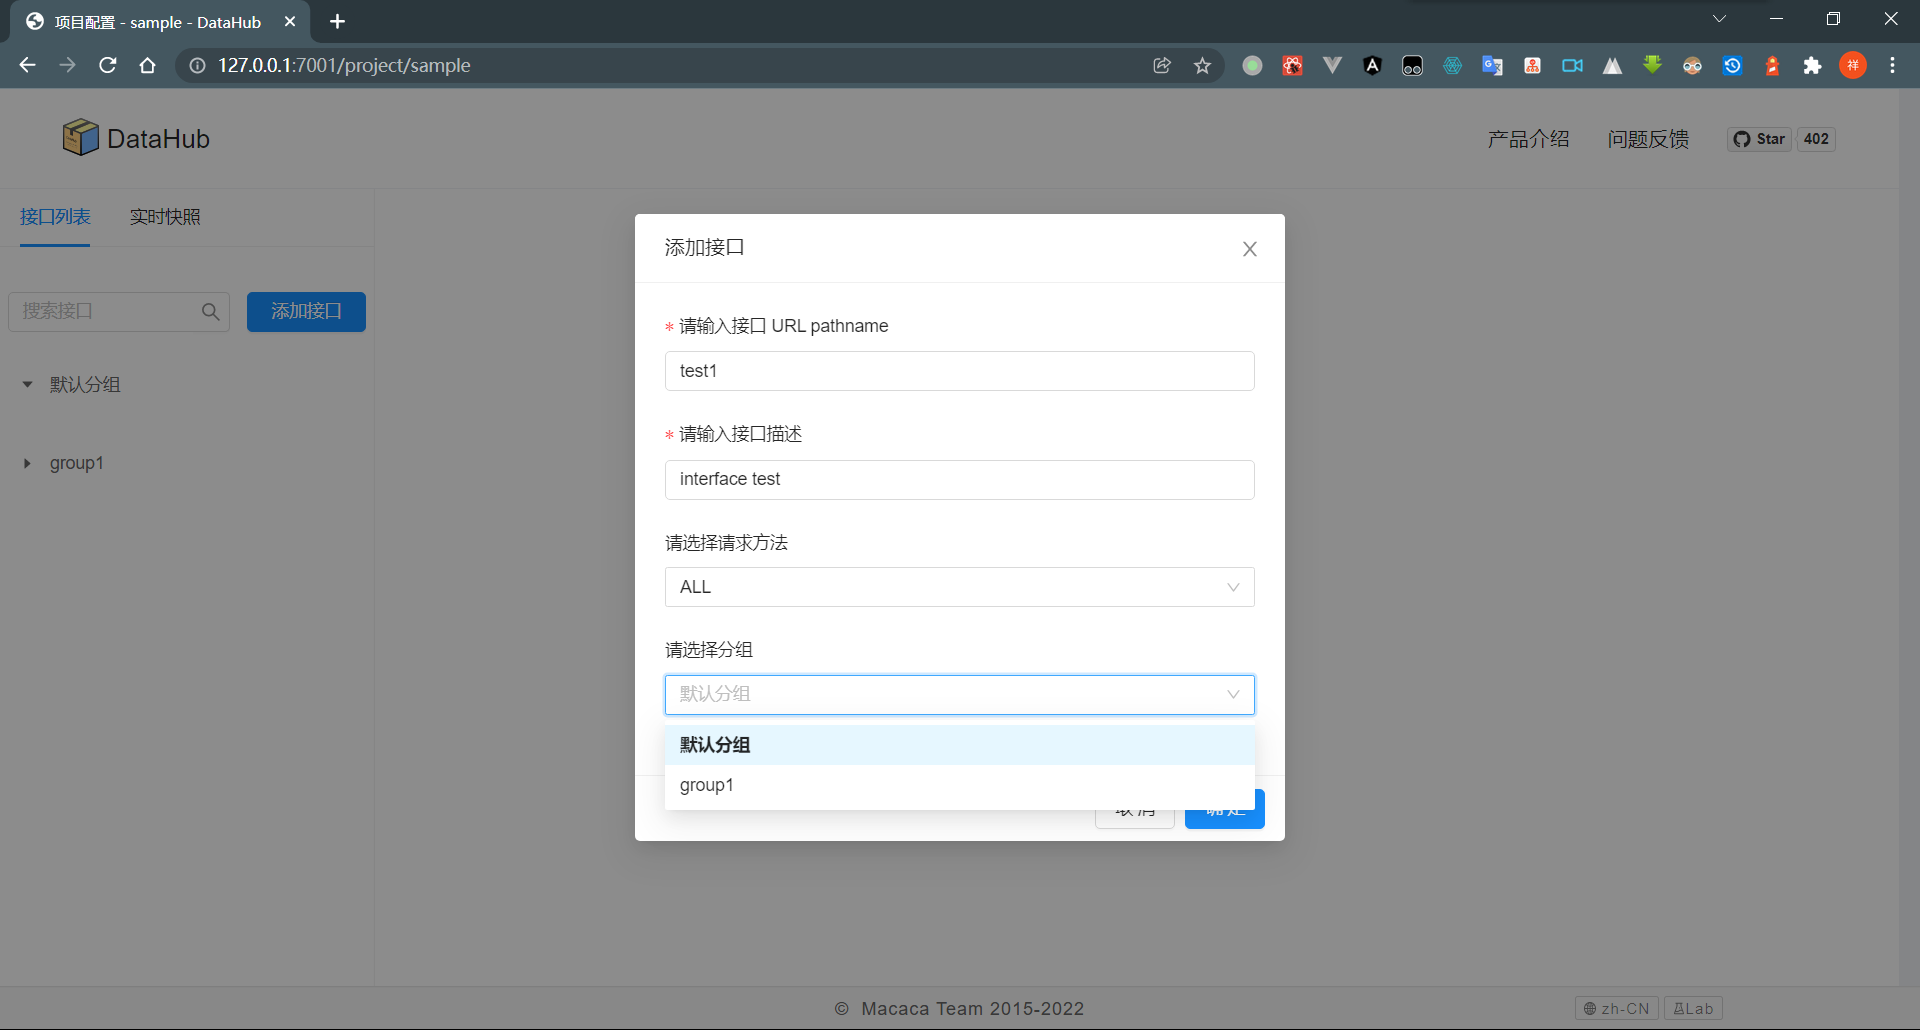 项目配置 - sample - DataHub
127.0.0.1:7001/project/sample
祥
DataHub
产品介绍
问题反馈
Star
402
接口列表
实时快照
搜索接口
添加接口
默认分组
group1
添加接口
* 请输入接口 URL pathname
test1
* 请输入接口描述
interface test
请选择请求方法
ALL
请选择分组
默认分组
默认分组
group1
取 消
确 定
© Macaca Team 2015-2022
zh-CN
Lab